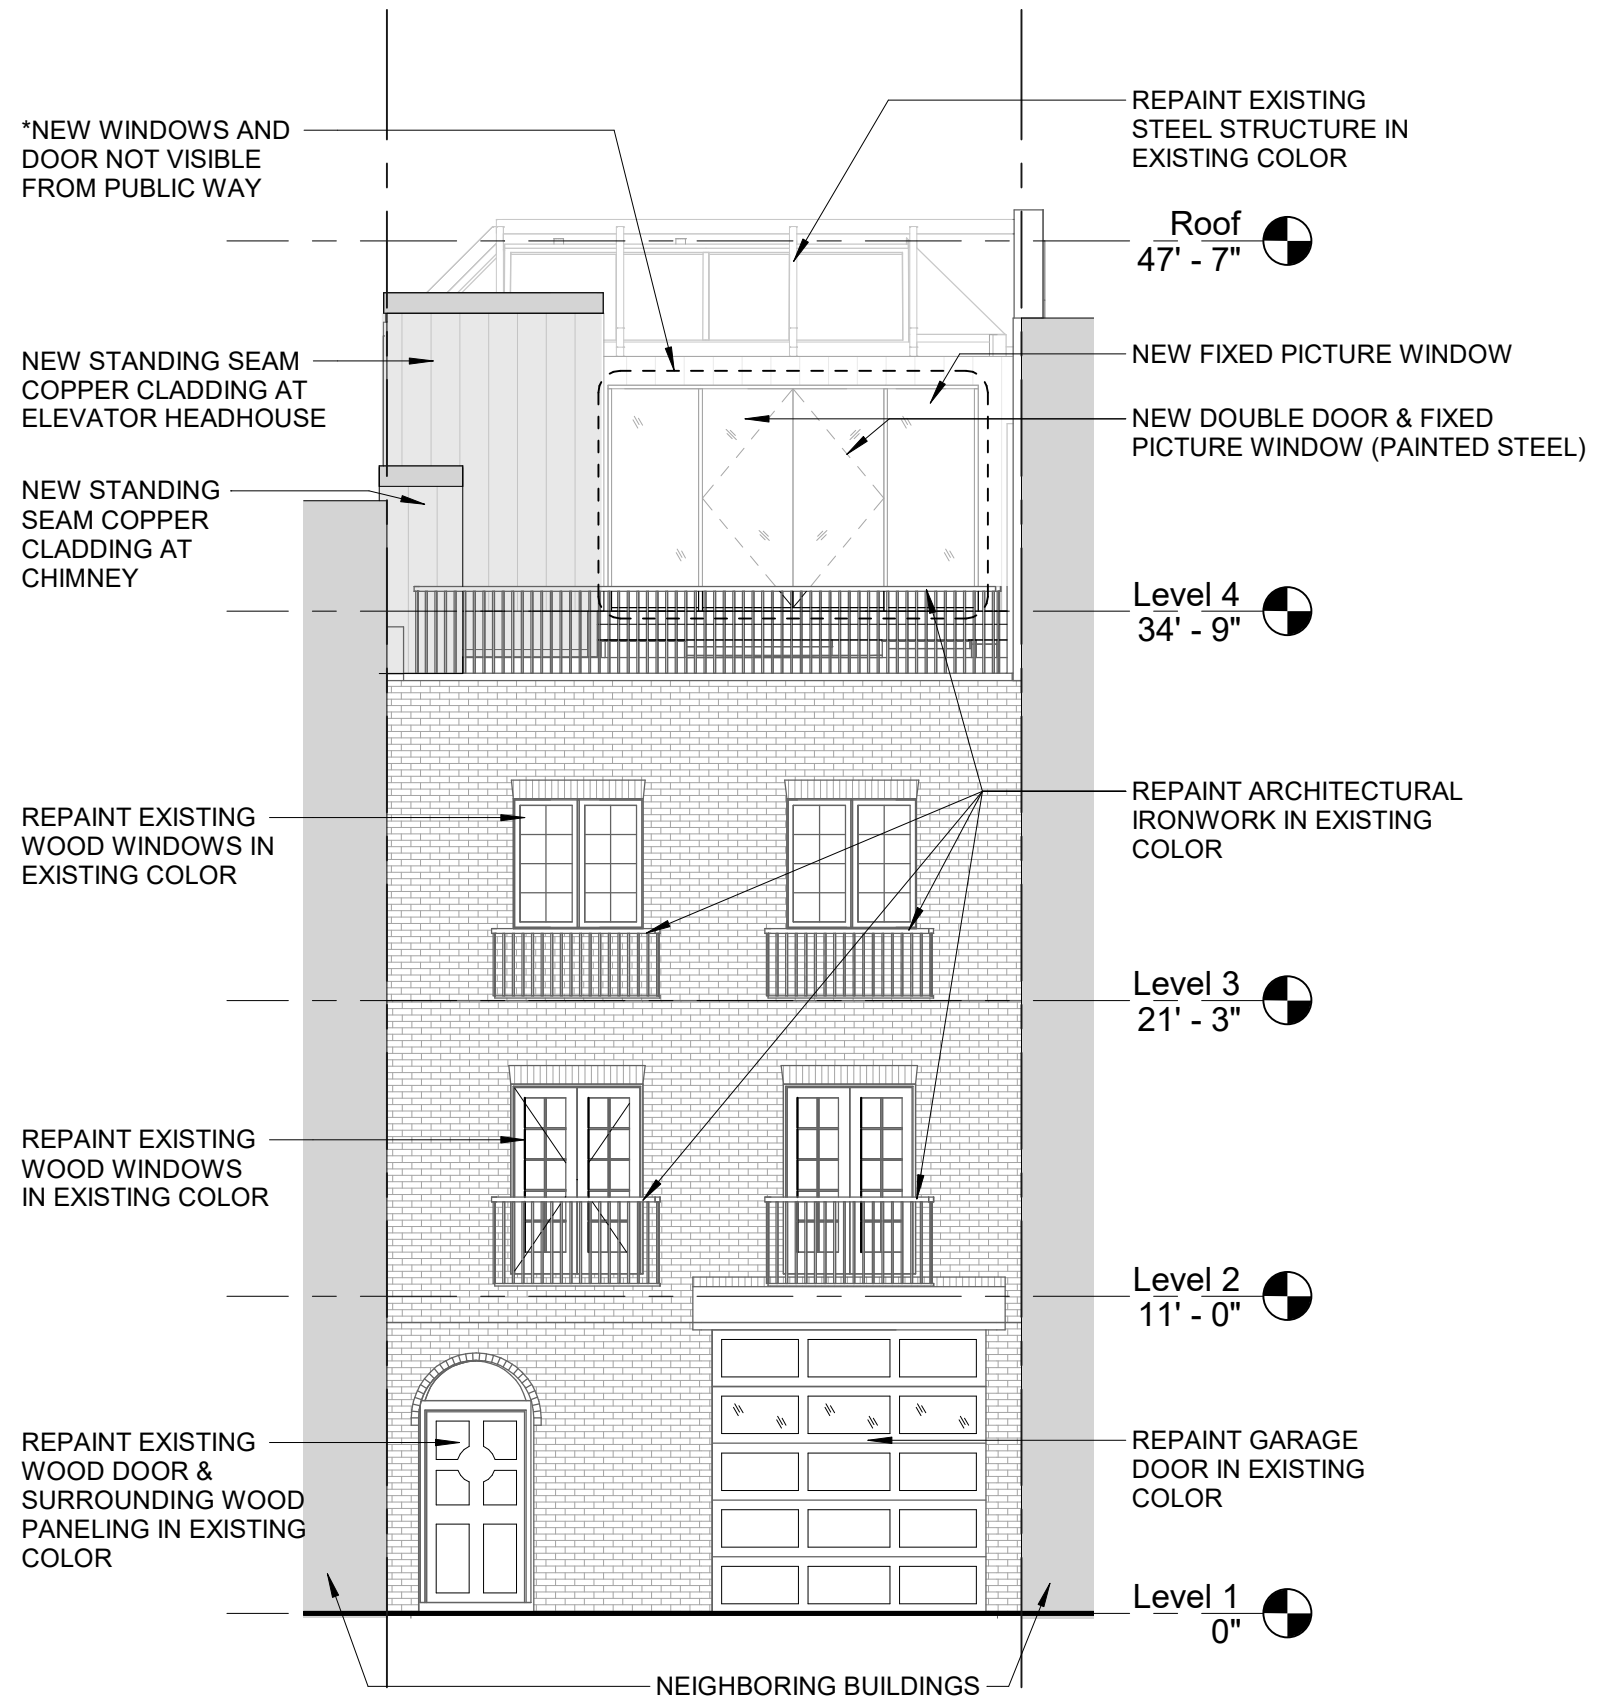 *NEW WINDOWS AND
DOOR NOT VISIBLE
FROM PUBLIC WAY
NEW STANDING SEAM
COPPER CLADDING AT
ELEVATOR HEADHOUSE
NEW STANDING
SEAM COPPER
CLADDING AT
CHIMNEY
REPAINT EXISTING
WOOD WINDOWS IN
EXISTING COLOR
REPAINT EXISTING
WOOD WINDOWS
IN EXISTING COLOR
REPAINT EXISTING
WOOD DOOR &
SURROUNDING WOOD
PANELING IN EXISTING
COLOR
REPAINT EXISTING
STEEL STRUCTURE IN
EXISTING COLOR
Roof
47' - 7"
NEW FIXED PICTURE WINDOW
NEW DOUBLE DOOR & FIXED
PICTURE WINDOW (PAINTED STEEL)
Level 4
34' - 9"
REPAINT ARCHITECTURAL
IRONWORK IN EXISTING
COLOR
Level 3
21' - 3"
Level 2
11' - 0"
REPAINT GARAGE
DOOR IN EXISTING
COLOR
Level 1
0"
NEIGHBORING BUILDINGS